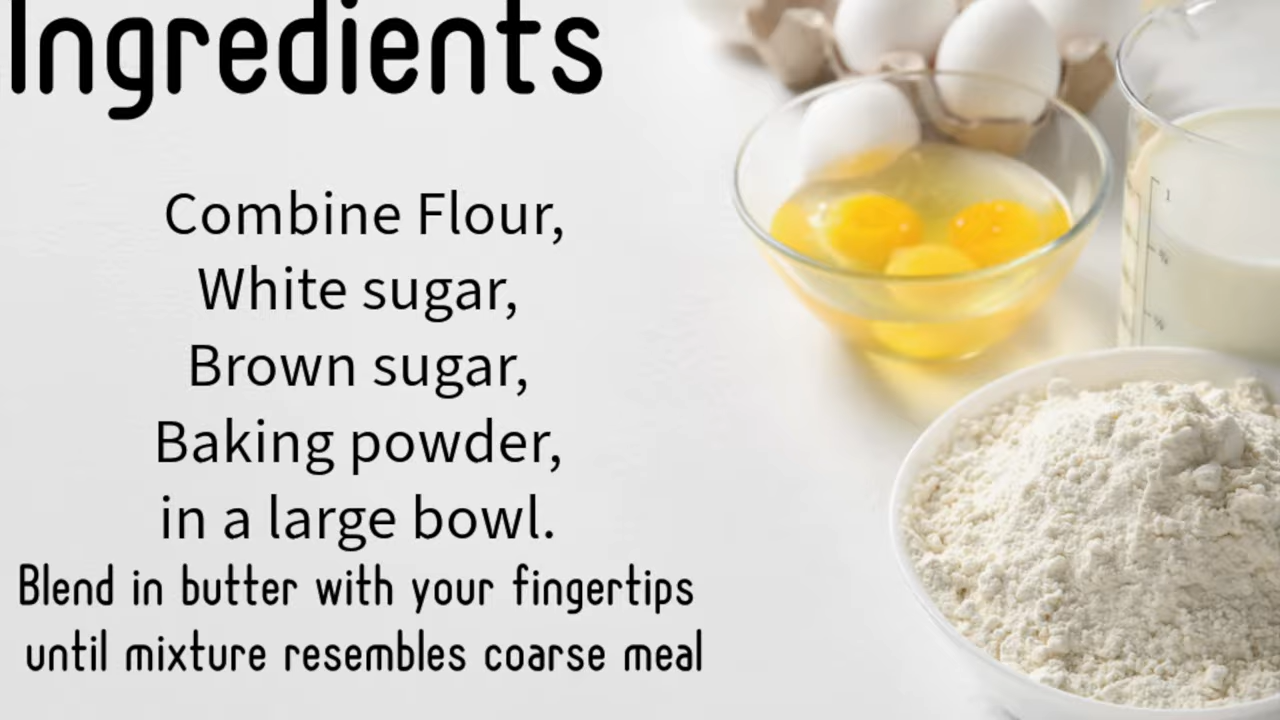 Ingredients
Combine Flour,
White sugar,
Brown sugar,
Baking powder,
in a large bowl.
Blend in butter with your fingertips
until mixture resembles coarse meal
1